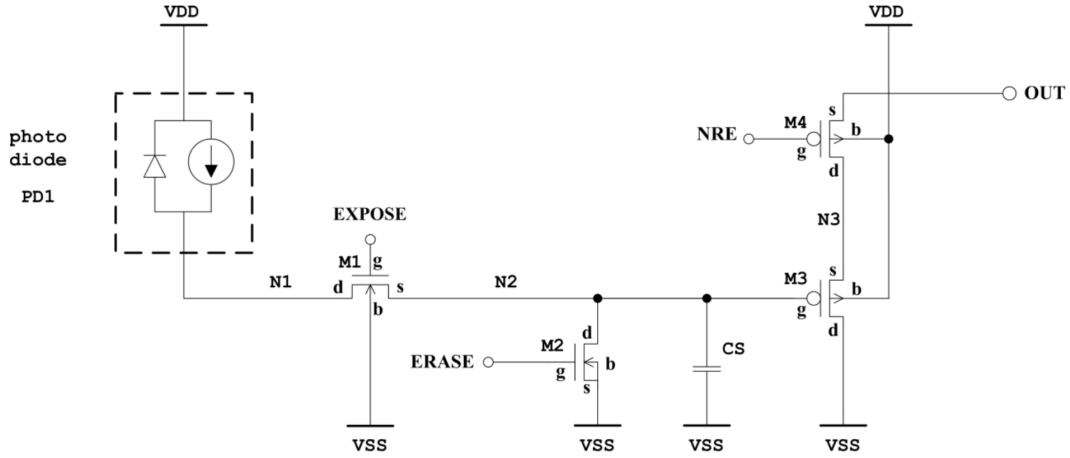 VDD
VDD
OUT
s
M4
b
NRE
g
d
photo
diode
PD1
EXPOSE
N3
M1
g
N1
d
s
N2
b
s
M3
b
g
d
d
M2
ERASE
b
g
s
CS
VSS
VSS
VSS
VSS